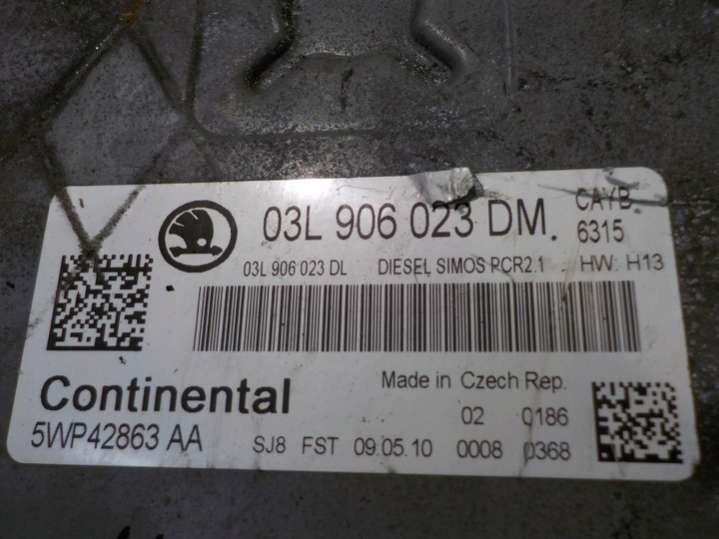 03L 906 023 DM. CAYB
6315
03L 906 023 DL DIESEL SIMOS PCR2.1 HW: H13
Continental Made in Czech Rep.
02 0186
5WP42863 AA SJ8 FST 09.05.10 0008 0368